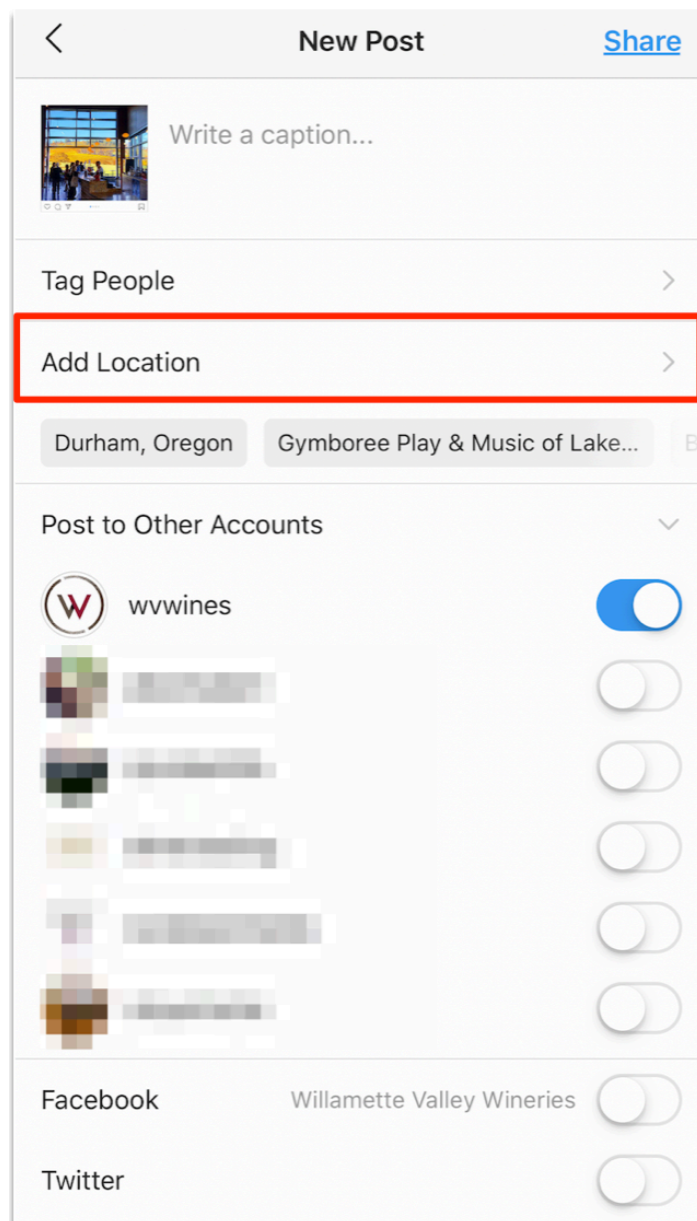 New Post
Share
Write a caption...
Tag People
Add Location
Durham, Oregon
Gymboree Play & Music of Lake...
Post to Other Accounts
wvwines
Facebook
Willamette Valley Wineries
Twitter